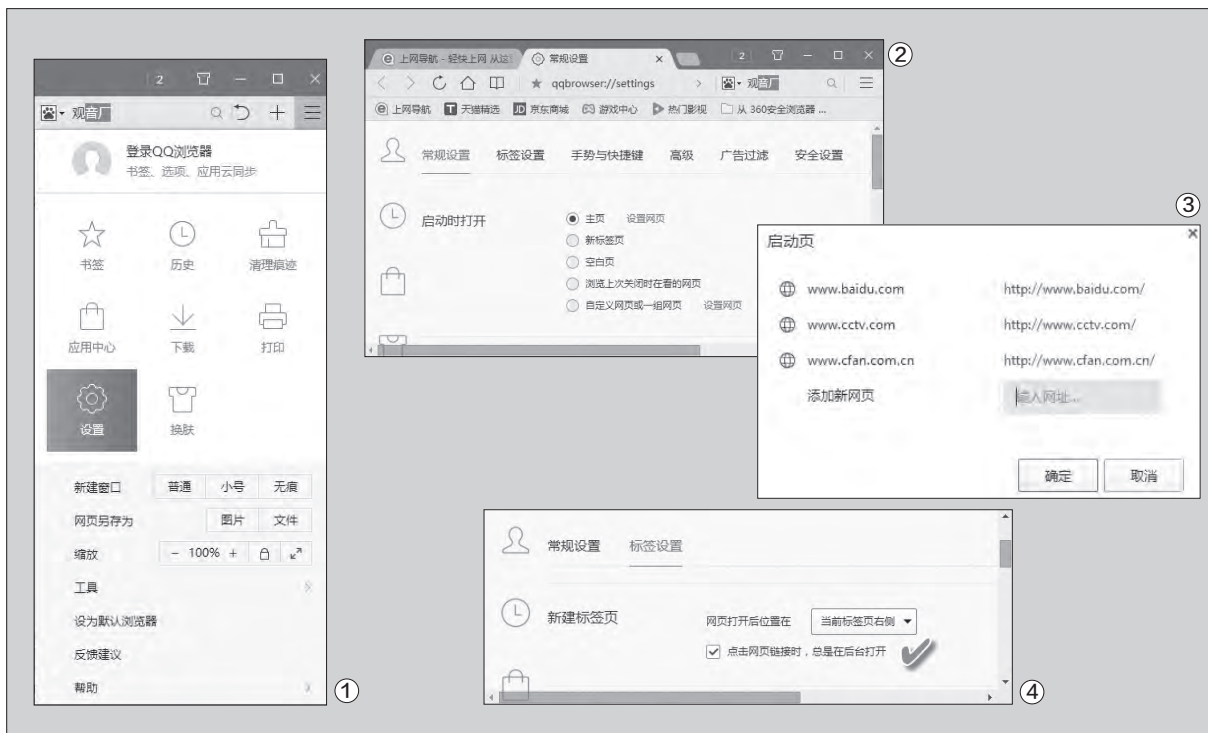 2
观音厂
登录QQ浏览器
书签、选项、应用云同步
书签 历史 清理痕迹
应用中心 下载 打印
设置 换肤
新建窗口 普通 小号 无痕
网页另存为 图片 文件
缩放 - 100% +
工具
设为默认浏览器
反馈建议
帮助
①
上网导航 - 轻快上网 从这 常规设置 × 2
②
qqbrowser://settings 观音厂
上网导航 天猫精选 JD 京东商城 游戏中心 热门影视 从 360安全浏览器 ...
常规设置 标签设置 手势与快捷键 高级 广告过滤 安全设置
启动时打开 主页 设置网页
新标签页
空白页
浏览上次关闭时在看的网页
自定义网页或一组网页 设置网页
③
启动页
www.baidu.com http://www.baidu.com/
www.cctv.com http://www.cctv.com/
www.cfan.com.cn http://www.cfan.com.cn/
添加新网页 输入网址...
确定 取消
常规设置 标签设置
新建标签页 网页打开后位置在 当前标签页右侧
点击网页链接时，总是在后台打开
④